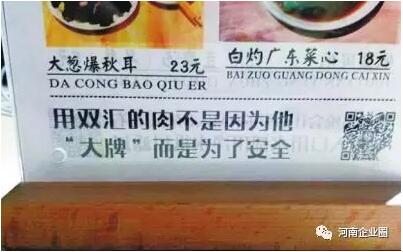 大葱爆秋耳 23元
DA CONG BAO QIU ER
白灼广东菜心 18元
BAI ZUO GUANG DONG CAI XIN
用双汇的肉不是因为他
“大牌”而是为了安全
河南企业圈